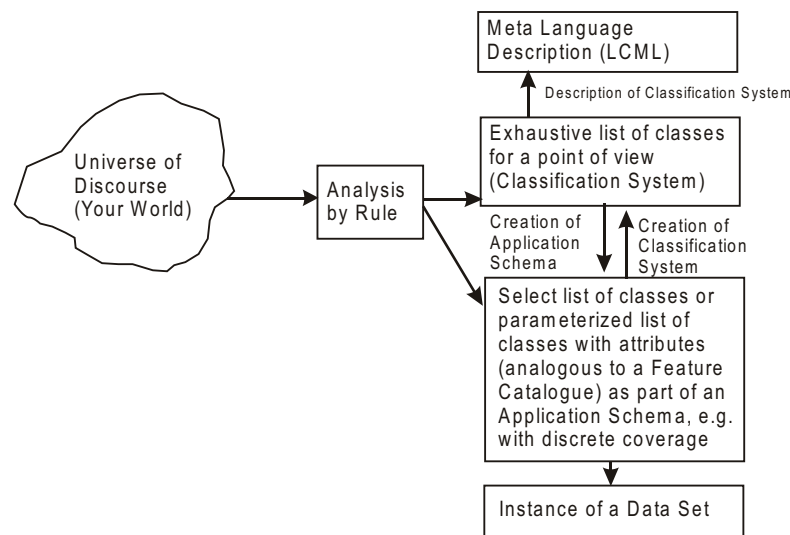 Meta Language
Description (LCML)
Description of Classification System
Exhaustive list of classes
for a point of view
(Classification System)
Universe of
Discourse
(Your World)
Analysis
by Rule
Creation of
Application
Schema
Creation of
Classification
System
Select list of classes or
parameterized list of
classes with attributes
(analogous to a Feature
Catalogue) as part of an
Application Schema, e.g.
with discrete coverage
Instance of a Data Set